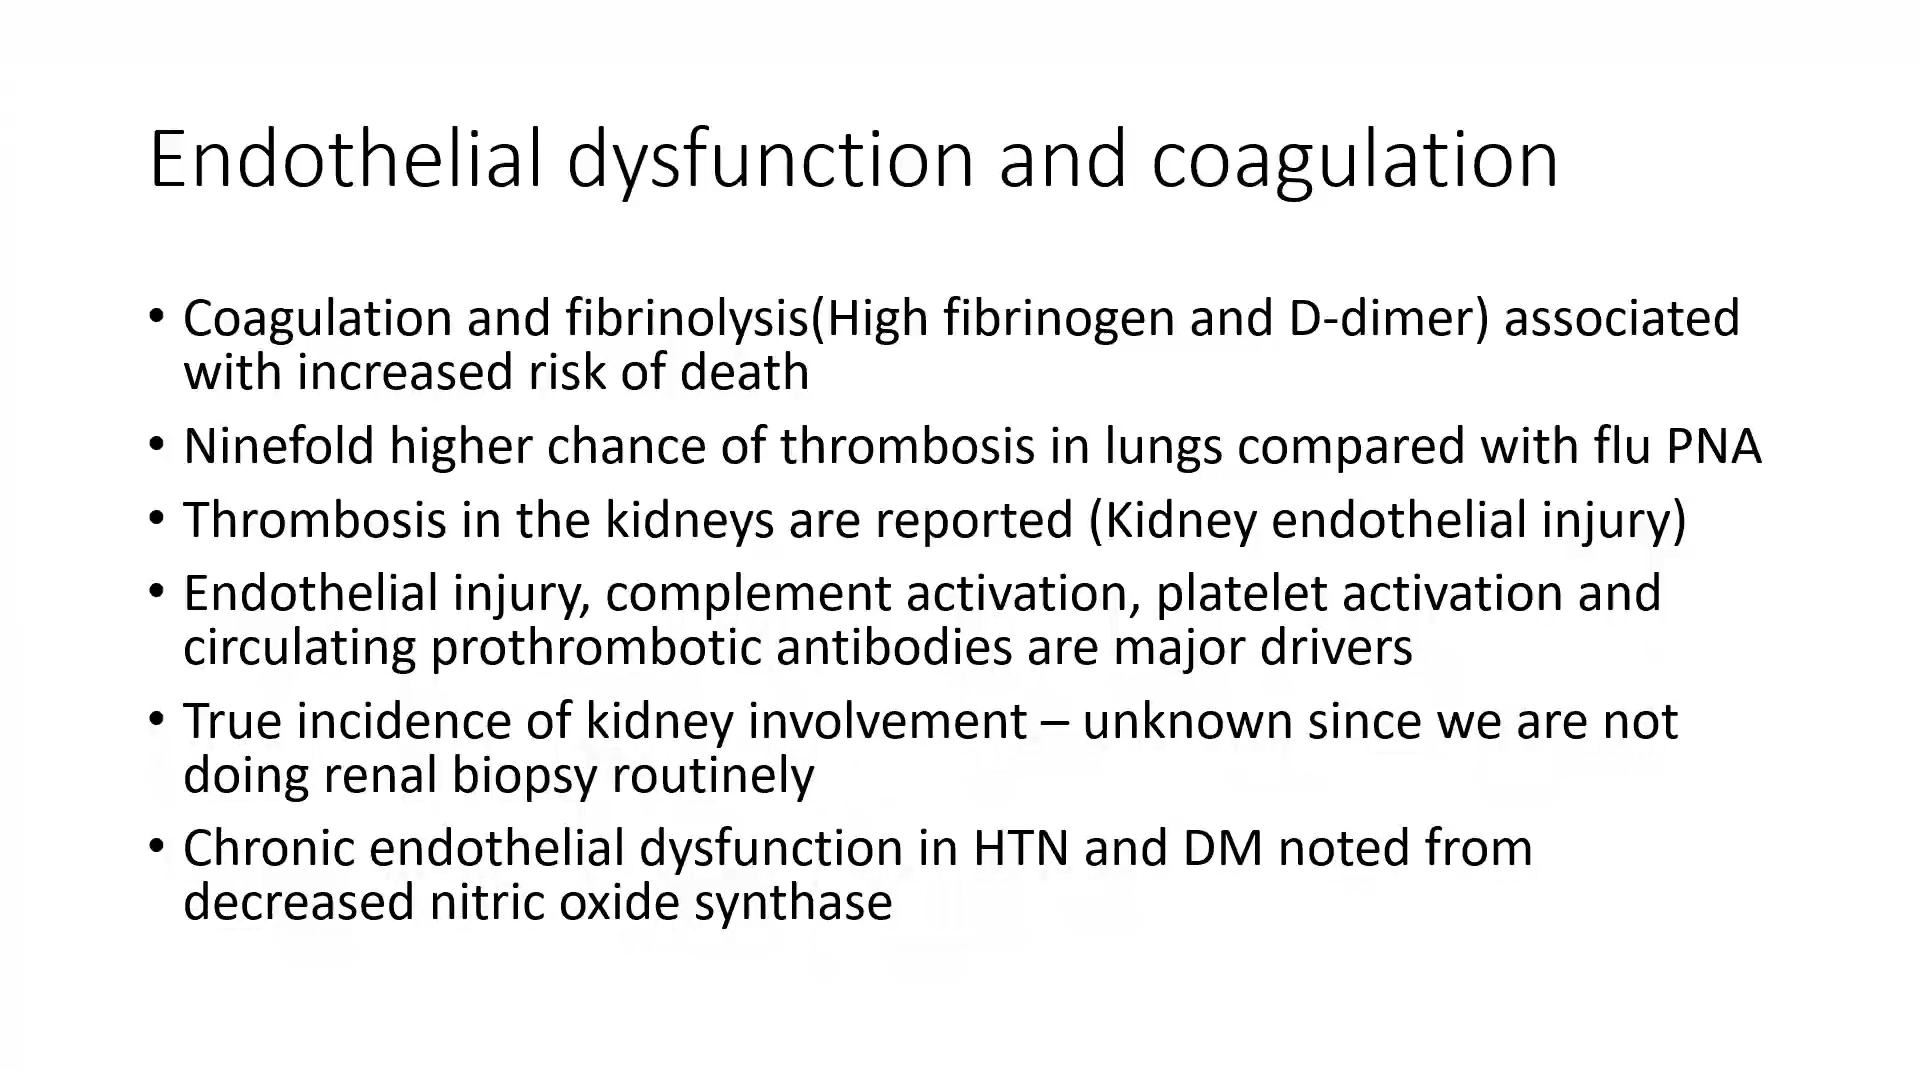 Endothelial dysfunction and coagulation
• Coagulation and fibrinolysis(High fibrinogen and D-dimer) associated
with increased risk of death
• Ninefold higher chance of thrombosis in lungs compared with flu PNA
• Thrombosis in the kidneys are reported (Kidney endothelial injury)
• Endothelial injury, complement activation, platelet activation and
circulating prothrombotic antibodies are major drivers
• True incidence of kidney involvement – unknown since we are not
doing renal biopsy routinely
• Chronic endothelial dysfunction in HTN and DM noted from
decreased nitric oxide synthase